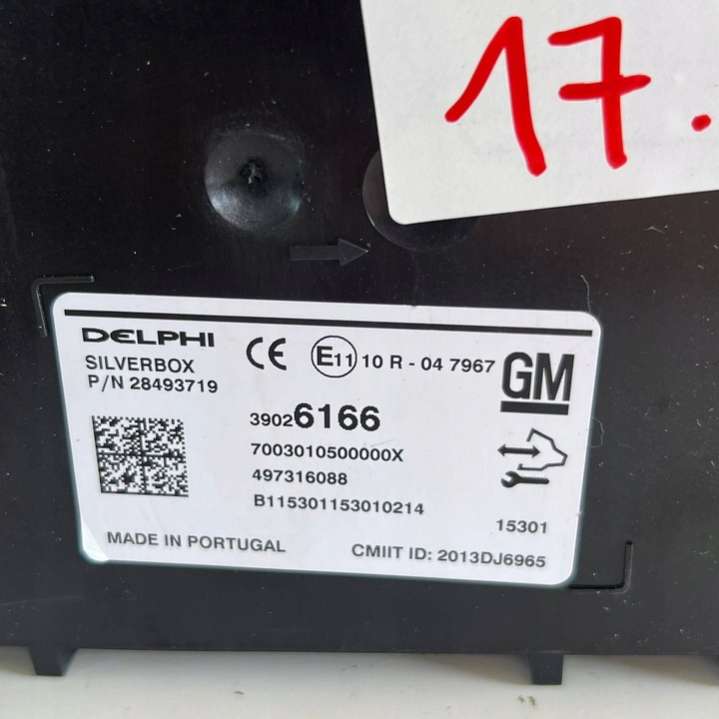 17.
DELPHI
SILVERBOX
P/N 28493719
CE
E11 10 R - 04 7967
GM
39026166
7003010500000X
497316088
B115301153010214
15301
MADE IN PORTUGAL
CMIIT ID: 2013DJ6965